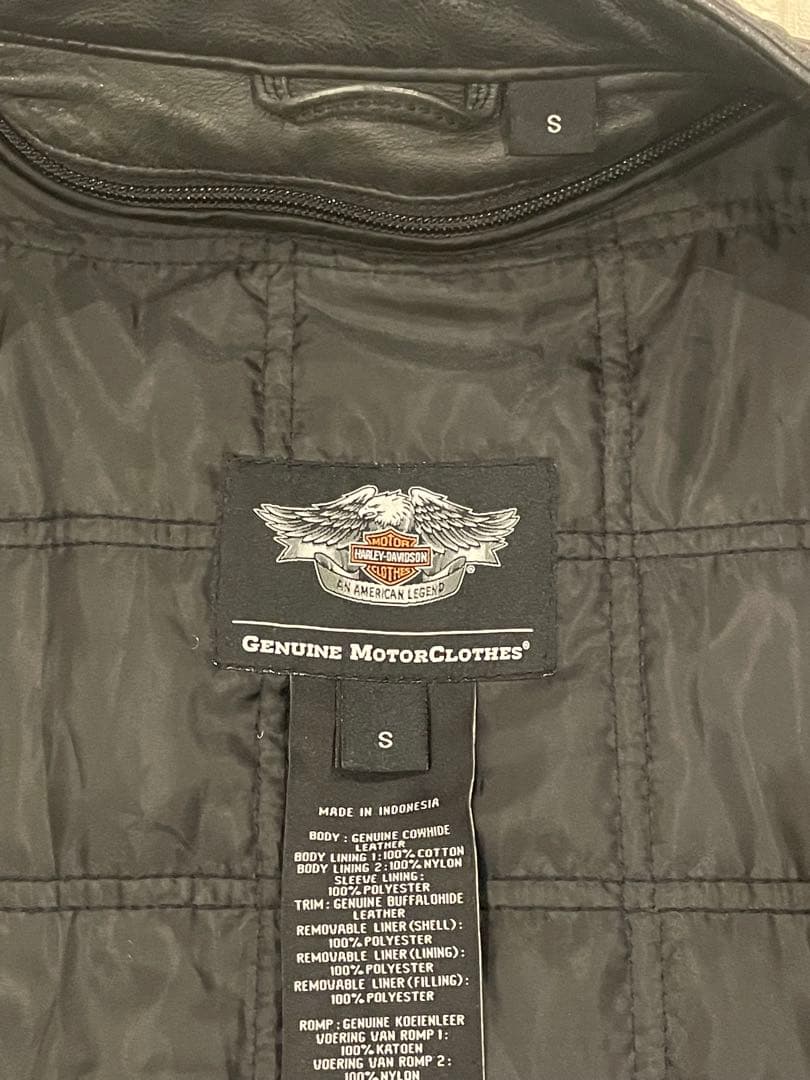 S
MOTOR
HARLEY-DAVIDSON
CLOTHES
®
AN AMERICAN LEGEND
GENUINE MOTORCLOTHES®
S
MADE IN INDONESIA
BODY : GENUINE COWHIDE
LEATHER
BODY LINING 1:100% COTTON
BODY LINING 2:100% NYLON
SLEEVE LINING:
100% POLYESTER
TRIM: GENUINE BUFFALOHIDE
LEATHER
REMOVABLE LINER (SHELL):
100% POLYESTER
REMOVABLE LINER (LINING):
100% POLYESTER
REMOVABLE LINER (FILLING):
100% POLYESTER
ROMP : GENUINE KOEIENLEER
VOERING VAN ROMP 1:
100% KATOEN
VOERING VAN ROMP 2:
100% NYLON